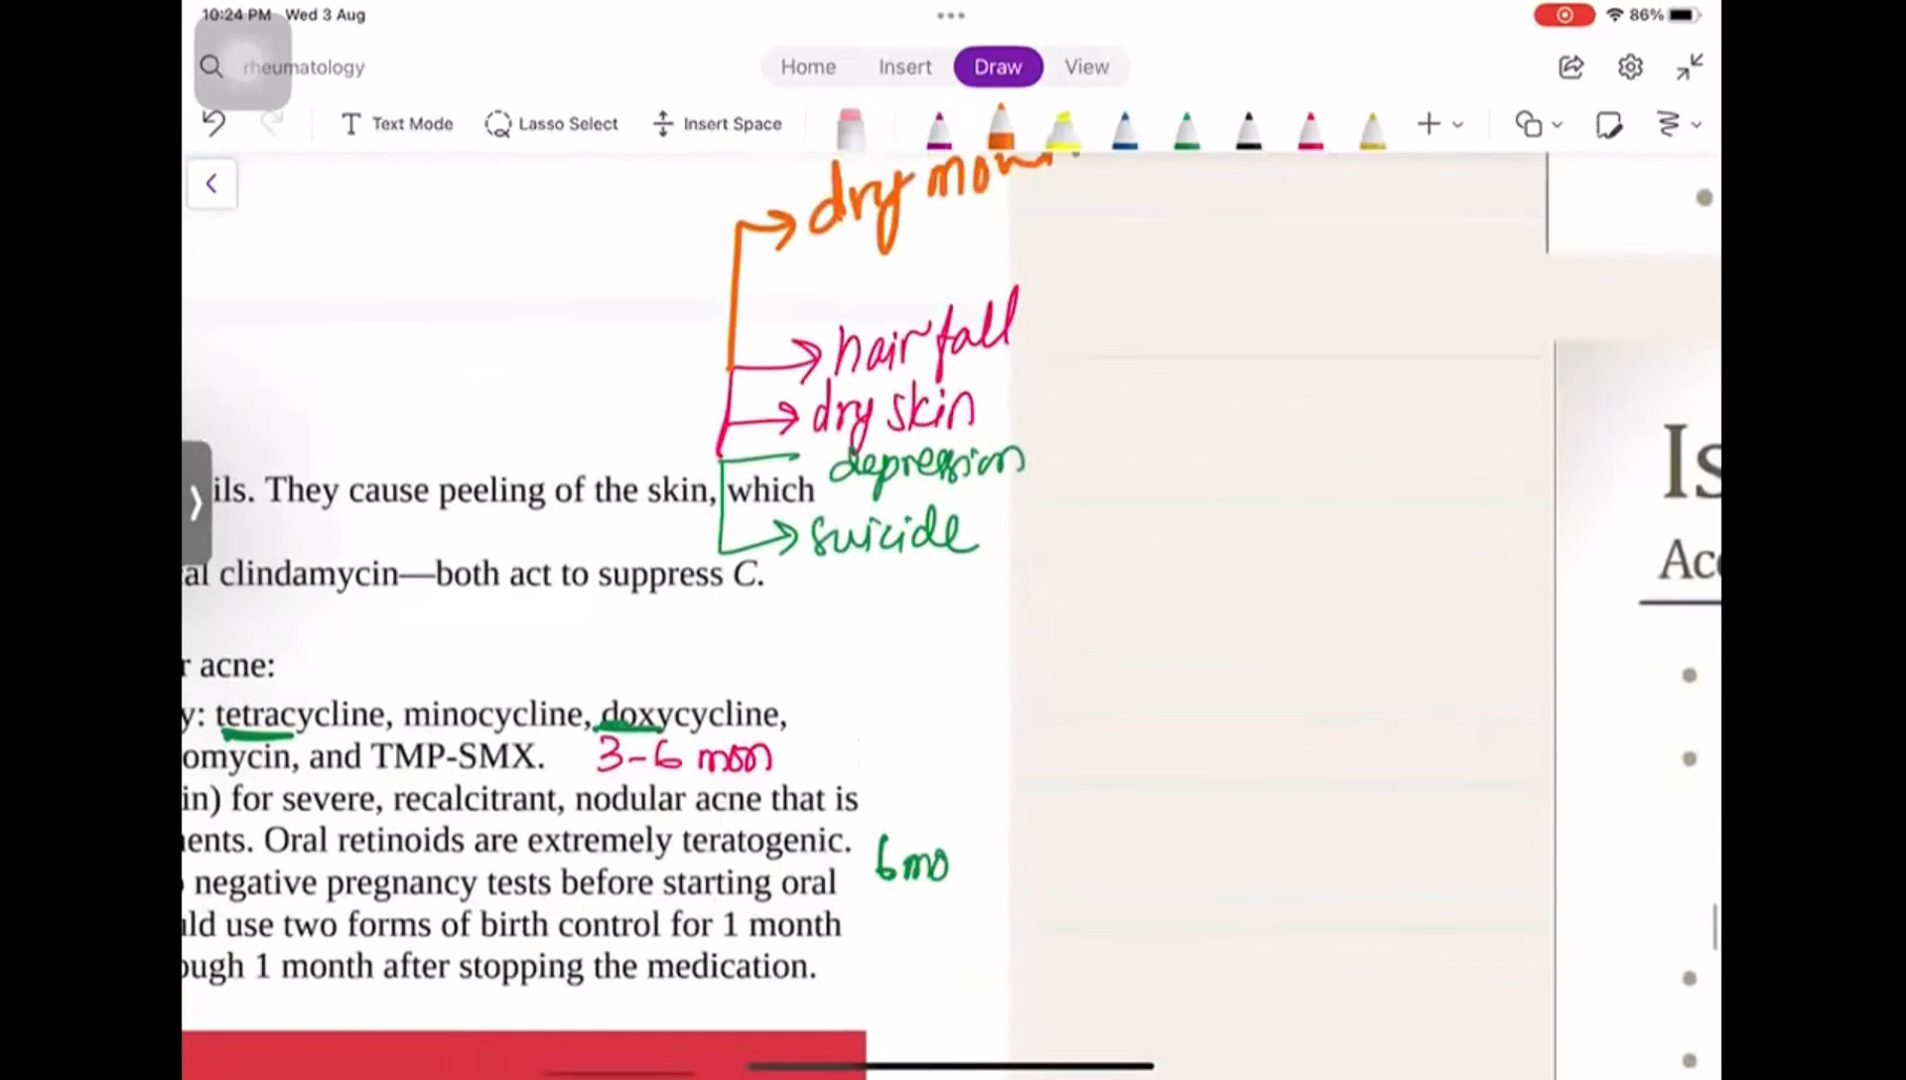 10:24 PM Wed 3 Aug
86%
rheumatology
Home Insert Draw View
Text Mode Lasso Select Insert Space
dry
hair fall
dry skin
depression
ils. They cause peeling of the skin, which
suicide
al clindamycin—both act to suppress C.
r acne:
y: tetracycline, minocycline, doxycycline,
omycin, and TMP-SMX. 3-6 mon
in) for severe, recalcitrant, nodular acne that is
ents. Oral retinoids are extremely teratogenic.
6mo
negative pregnancy tests before starting oral
ld use two forms of birth control for 1 month
ough 1 month after stopping the medication.
Is
Acc